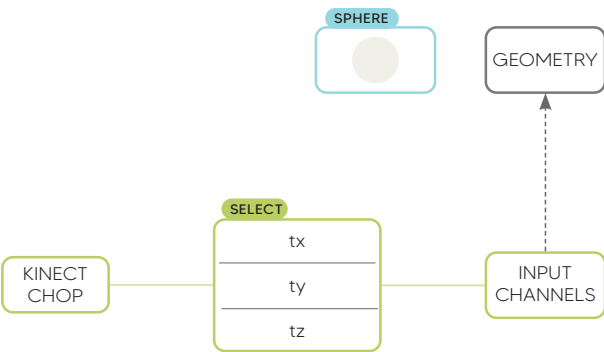 SPHERE
GEOMETRY
SELECT
tx
ty
tz
KINECT
CHOP
INPUT
CHANNELS